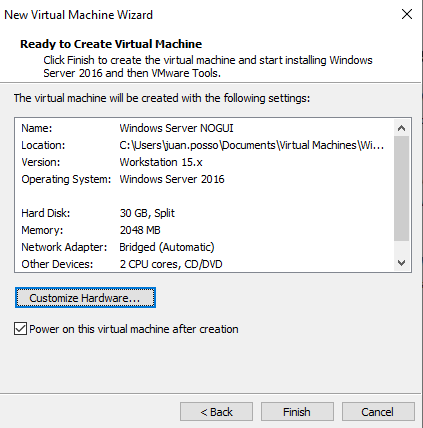 New Virtual Machine Wizard
Ready to Create Virtual Machine
Click Finish to create the virtual machine and start installing Windows
Server 2016 and then VMware Tools.
The virtual machine will be created with the following settings:
Name: Windows Server NOGUI
Location: C:\Users\juan.posso\Documents\Virtual Machines\Wi...
Version: Workstation 15.x
Operating System: Windows Server 2016
Hard Disk: 30 GB, Split
Memory: 2048 MB
Network Adapter: Bridged (Automatic)
Other Devices: 2 CPU cores, CD/DVD
Customize Hardware...
Power on this virtual machine after creation
< Back Finish Cancel